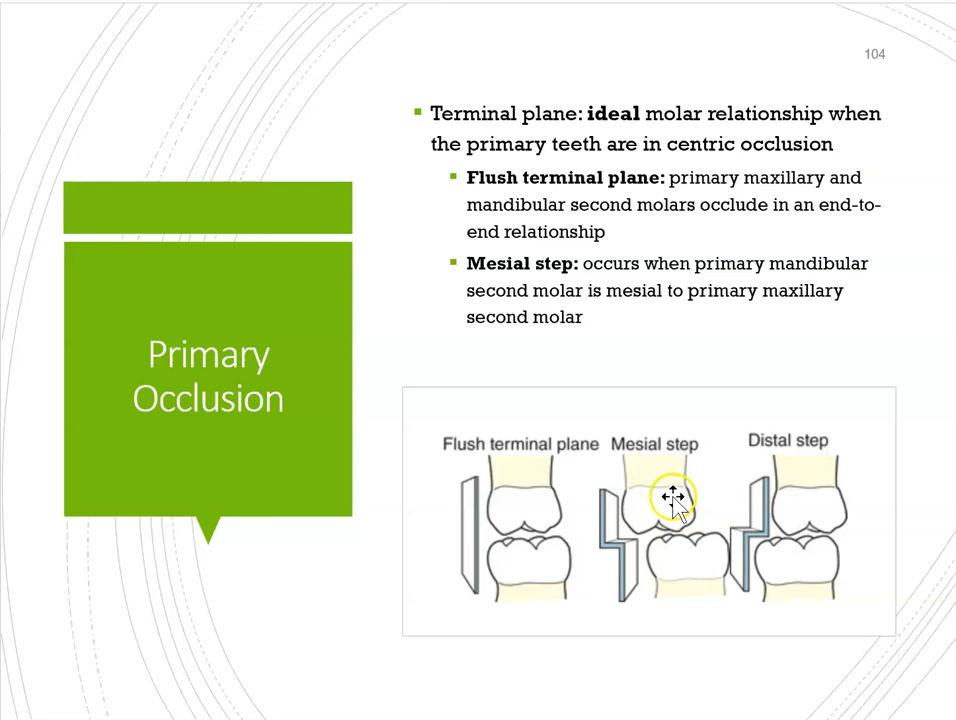 104
Primary
Occlusion
Terminal plane: ideal molar relationship when
the primary teeth are in centric occlusion
Flush terminal plane: primary maxillary and
mandibular second molars occlude in an end-to-
end relationship
Mesial step: occurs when primary mandibular
second molar is mesial to primary maxillary
second molar
Flush terminal plane
Mesial step
Distal step